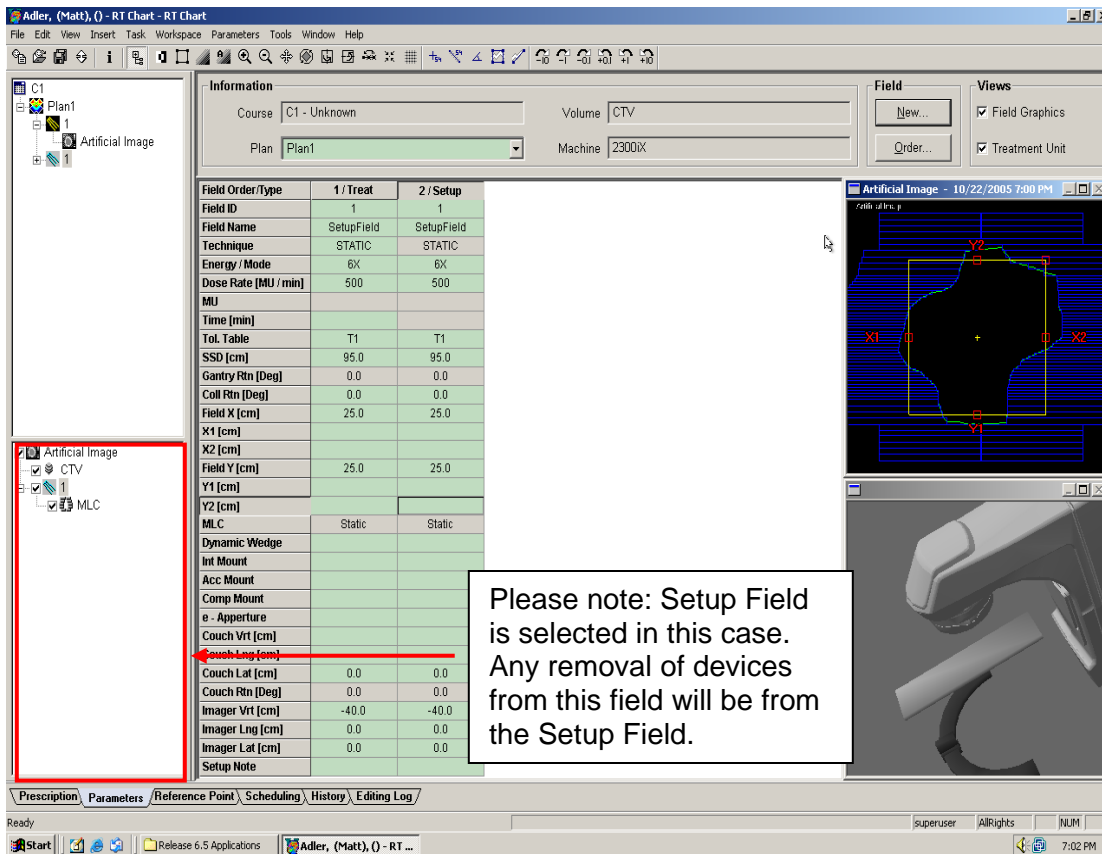 Adler, (Matt), () - RT Chart - RT Chart
File Edit View Insert Task Workspace Parameters Tools Window Help
C1
Plan1
1
Artificial Image
1
Information
Course C1 - Unknown Volume CTV
Plan Plan1 Machine 2300iX
Field
New...
Order...
Views
Field Graphics
Treatment Unit
Field Order/Type 1 / Treat 2 / Setup
Field ID 1 1
Field Name SetupField SetupField
Technique STATIC STATIC
Energy / Mode 6X 6X
Dose Rate [MU / min] 500 500
MU
Time [min]
Tol. Table T1 T1
SSD [cm] 95.0 95.0
Gantry Rtn [Deg] 0.0 0.0
Coll Rtn [Deg] 0.0 0.0
Field X [cm] 25.0 25.0
X1 [cm]
X2 [cm]
Field Y [cm] 25.0 25.0
Y1 [cm]
Y2 [cm]
MLC Static Static
Dynamic Wedge
Int Mount
Acc Mount
Comp Mount
e - Apperture
Couch Vrt [cm]
Couch Lng [cm]
Couch Lat [cm] 0.0 0.0
Couch Rtn [Deg] 0.0 0.0
Imager Vrt [cm] -40.0 -40.0
Imager Lng [cm] 0.0 0.0
Imager Lat [cm] 0.0 0.0
Setup Note
Artificial Image - 10/22/2005 7:00 PM
Y2
X1
X2
Y1
Artificial Image
CTV
1
MLC
Please note: Setup Field
is selected in this case.
Any removal of devices
from this field will be from
the Setup Field.
Prescription Parameters Reference Point Scheduling History Editing Log
Ready superuser AllRights NUM
Start Release 6.5 Applications Adler, (Matt), () - RT ... 7:02 PM